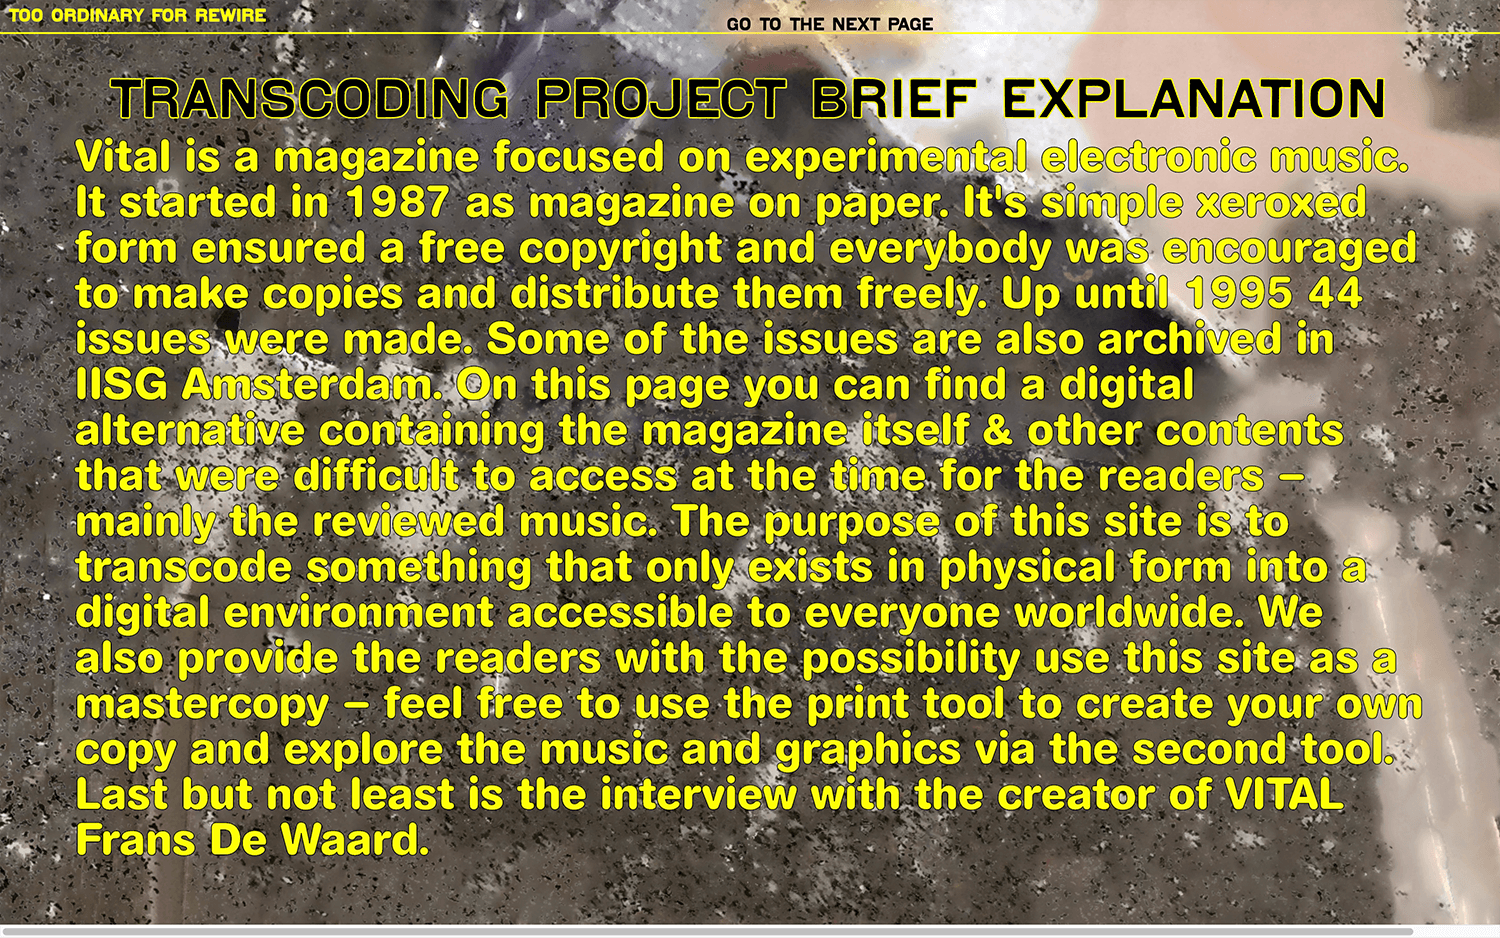 TOO ORDINARY FOR REWIRE
GO TO THE NEXT PAGE
TRANSCODING PROJECT BRIEF EXPLANATION
Vital is a magazine focused on experimental electronic music.
It started in 1987 as magazine on paper. It's simple xeroxed
form ensured a free copyright and everybody was encouraged
to make copies and distribute them freely. Up until 1995 44
issues were made. Some of the issues are also archived in
IISG Amsterdam. On this page you can find a digital
alternative containing the magazine itself & other contents
that were difficult to access at the time for the readers –
mainly the reviewed music. The purpose of this site is to
transcode something that only exists in physical form into a
digital environment accessible to everyone worldwide. We
also provide the readers with the possibility use this site as a
mastercopy – feel free to use the print tool to create your own
copy and explore the music and graphics via the second tool.
Last but not least is the interview with the creator of VITAL
Frans De Waard.